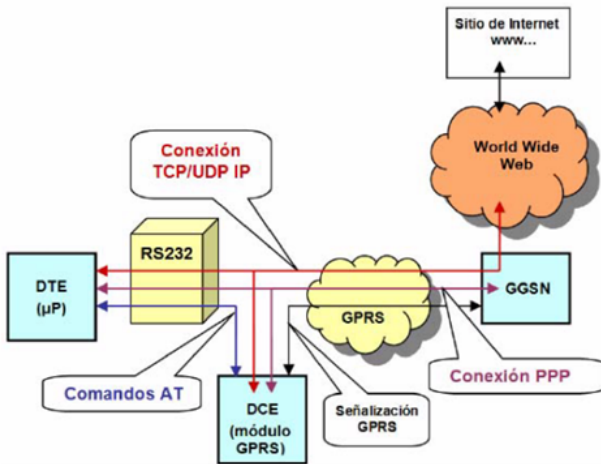 Sitio de Internet
www...
World Wide
Web
Conexión
TCP/UDP IP
RS232
DTE
(µP)
GPRS
GGSN
Comandos AT
DCE
(módulo
GPRS)
Señalización
GPRS
Conexión PPP